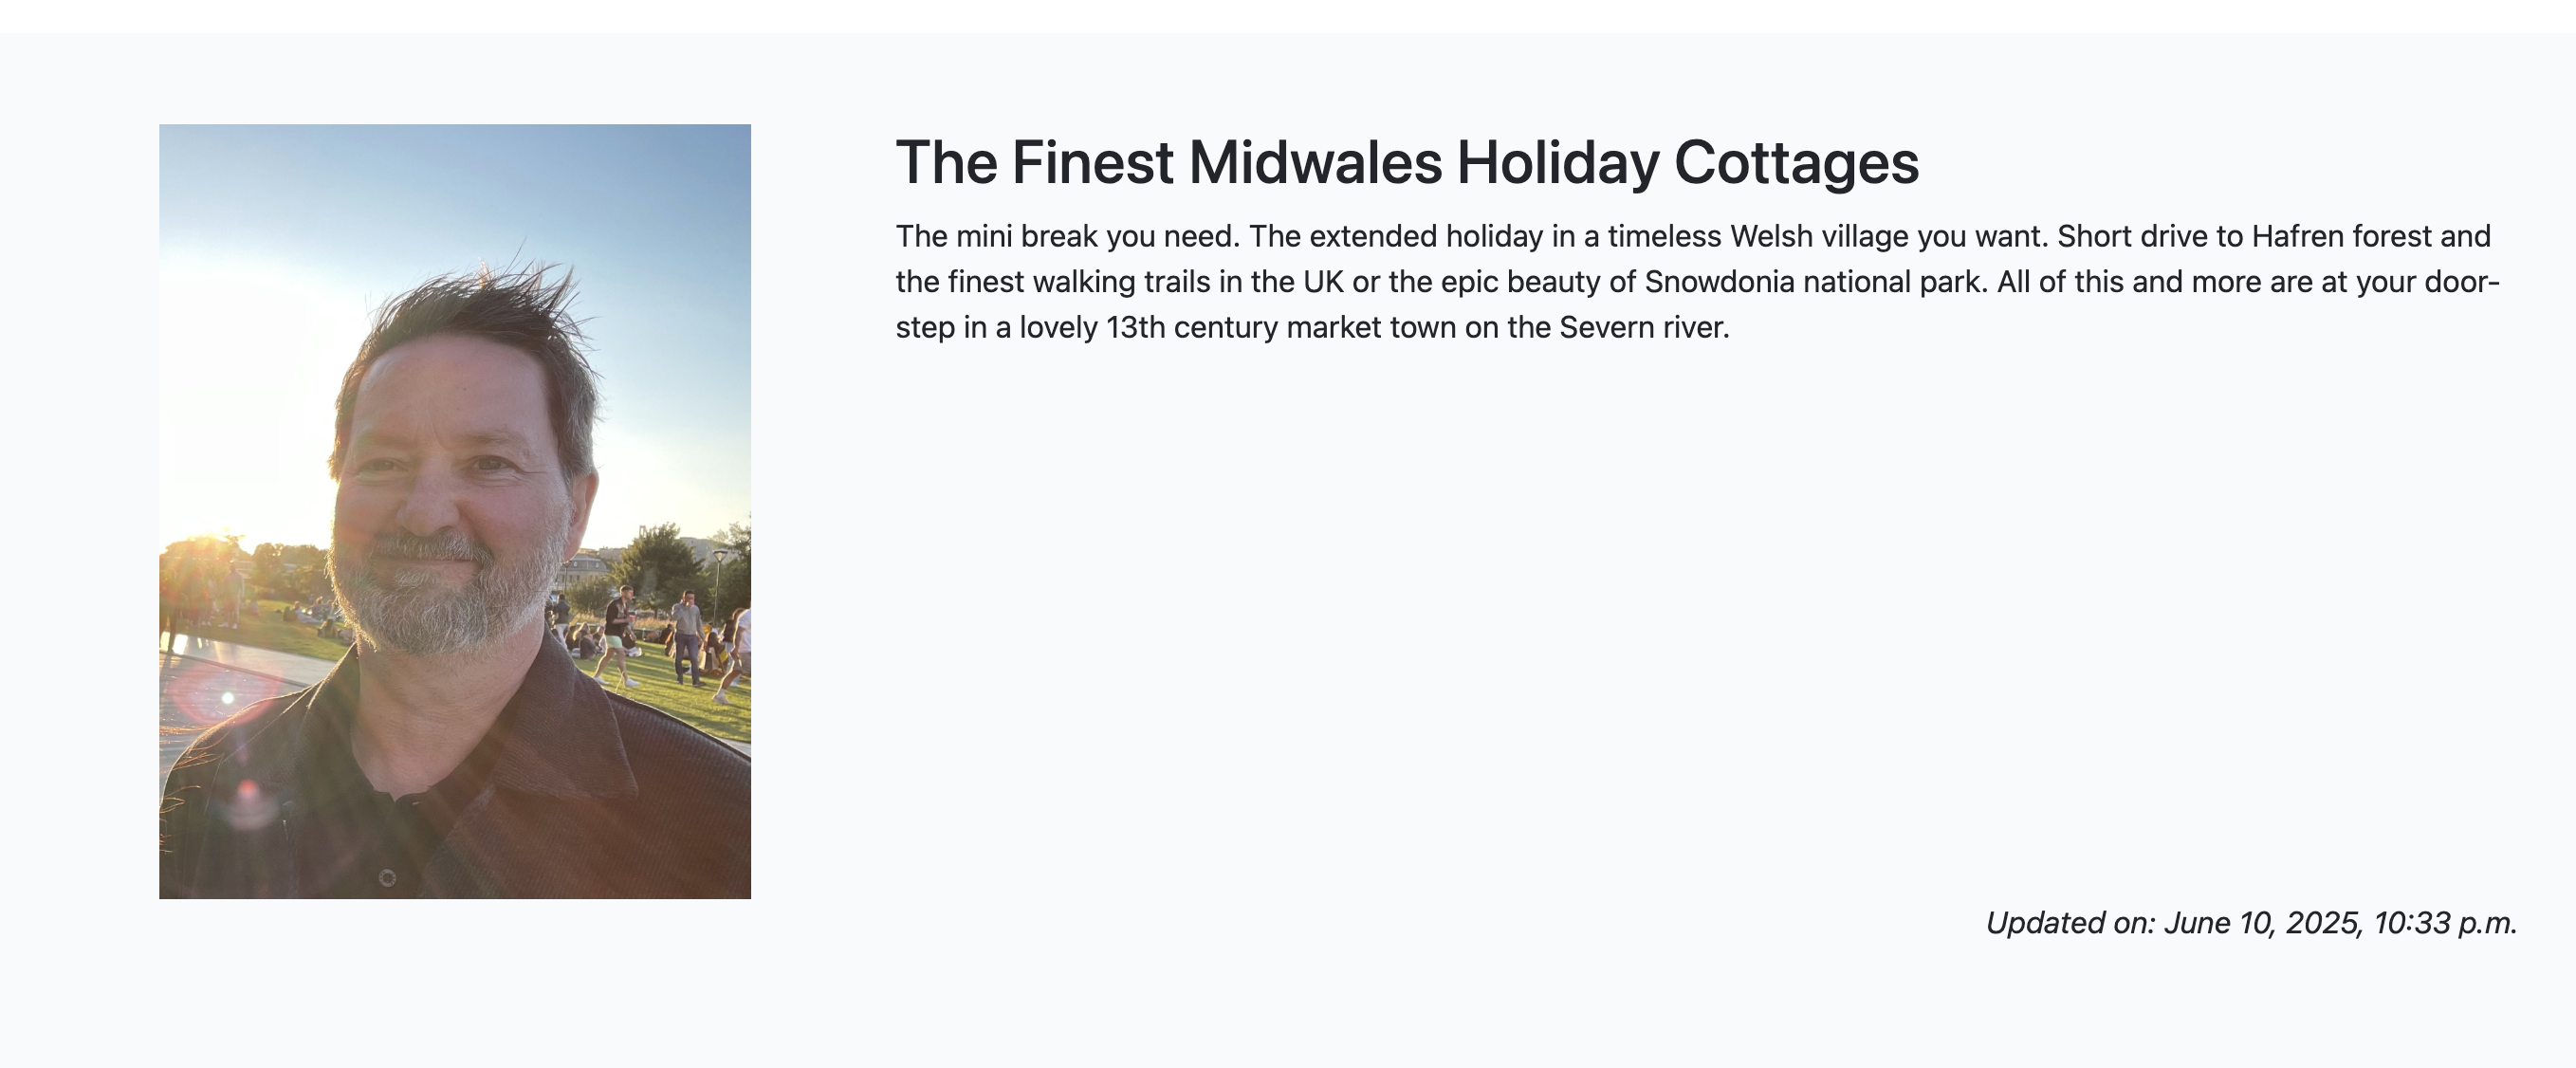 The Finest Midwales Holiday Cottages
The mini break you need. The extended holiday in a timeless Welsh village you want. Short drive to Hafren forest and
the finest walking trails in the UK or the epic beauty of Snowdonia national park. All of this and more are at your door-
step in a lovely 13th century market town on the Severn river.
Updated on: June 10, 2025, 10:33 p.m.